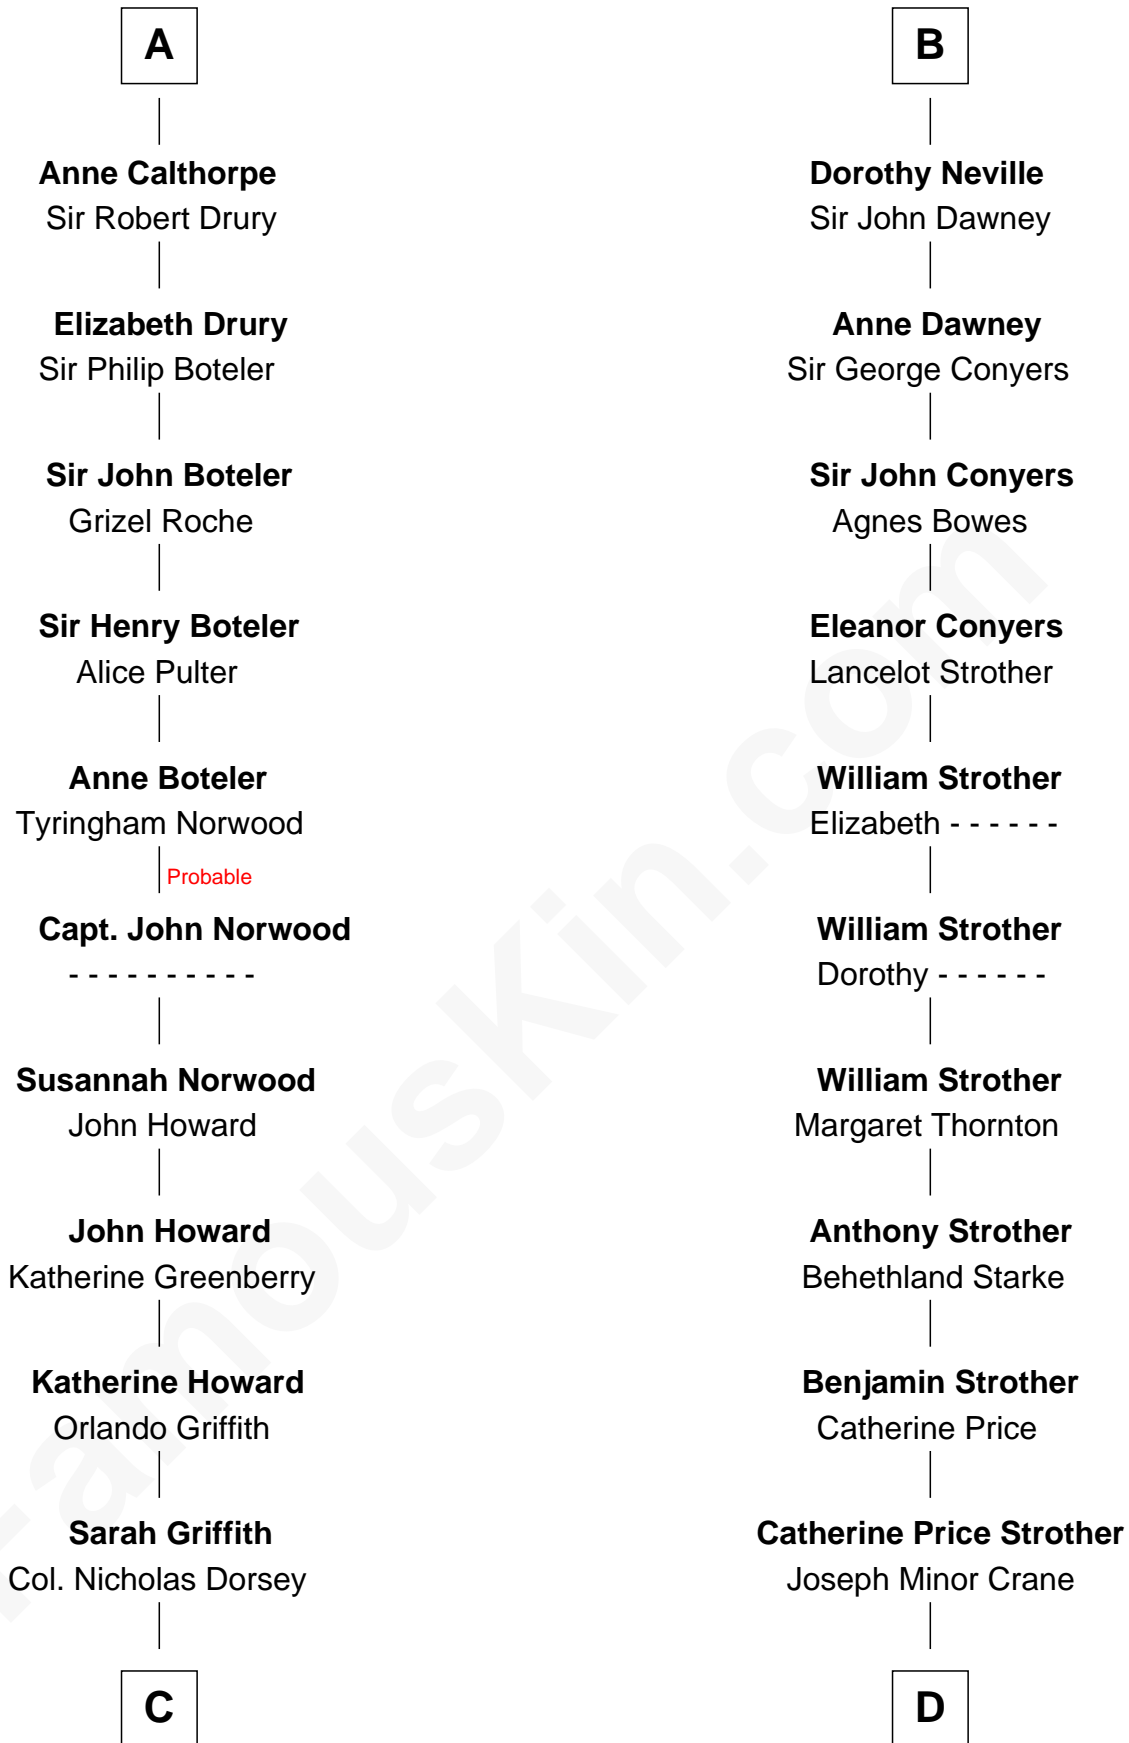 A
Anne Calthorpe
Sir Robert Drury
Elizabeth Drury
Sir Philip Boteler
Sir John Boteler
Grizel Roche
Sir Henry Boteler
Alice Pulter
Anne Boteler
Tyringham Norwood
Probable
Capt. John Norwood
- - - - - - - - - -
Susannah Norwood
John Howard
John Howard
Katherine Greenberry
Katherine Howard
Orlando Griffith
Sarah Griffith
Col. Nicholas Dorsey
C
B
Dorothy Neville
Sir John Dawney
Anne Dawney
Sir George Conyers
Sir John Conyers
Agnes Bowes
Eleanor Conyers
Lancelot Strother
William Strother
Elizabeth - - - - - -
William Strother
Dorothy - - - - - -
William Strother
Margaret Thornton
Anthony Strother
Behethland Starke
Benjamin Strother
Catherine Price
Catherine Price Strother
Joseph Minor Crane
D
FamousKin.com